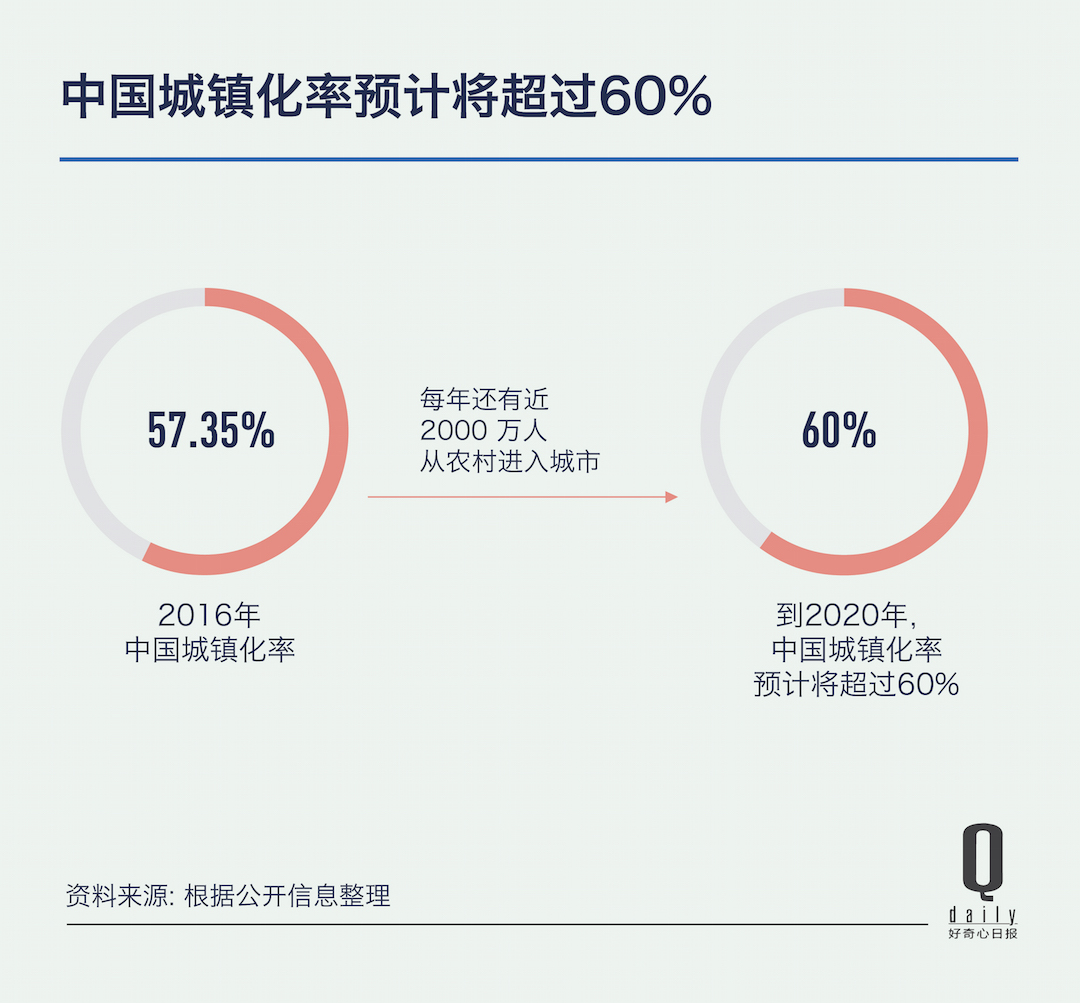 中国城镇化率预计将超过60%
57.35%
每年还有近
2000 万人
从农村进入城市
60%
2016年
中国城镇化率
到2020年,
中国城镇化率
预计将超过60%
资料来源: 根据公开信息整理
Q
daily
好奇心日报